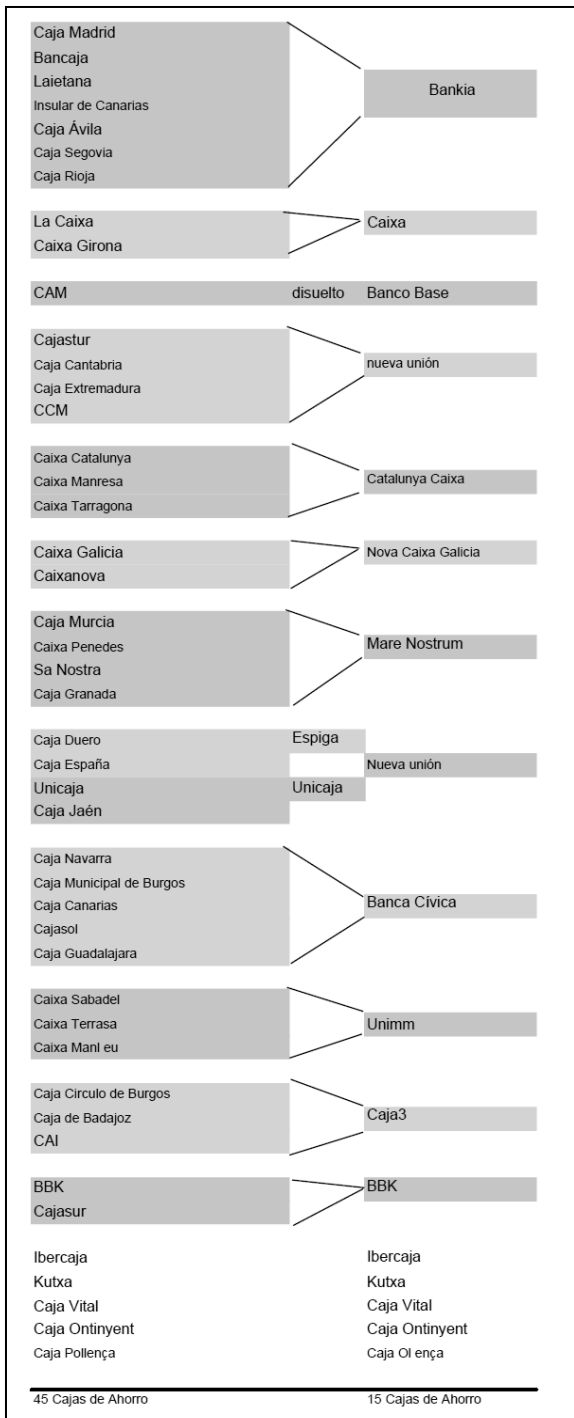 Caja Madrid
Bancaja
Laietana
Insular de Canarias
Caja Ávila
Caja Segovia
Caja Rioja
Bankia
La Caixa
Caixa Girona
Caixa
CAM disuelto Banco Base
Cajastur
Caja Cantabria
Caja Extremadura
CCM
nueva unión
Caixa Catalunya
Caixa Manresa
Caixa Tarragona
Catalunya Caixa
Caixa Galicia
Caixanova
Nova Caixa Galicia
Caja Murcia
Caixa Penedes
Sa Nostra
Caja Granada
Mare Nostrum
Caja Duero Espiga
Caja España Nueva unión
Unicaja Unicaja
Caja Jaén
Caja Navarra
Caja Municipal de Burgos
Caja Canarias
Cajasol
Caja Guadalajara
Banca Cívica
Caixa Sabadel
Caixa Terrasa
Caixa Manl eu
Unimm
Caja Circulo de Burgos
Caja de Badajoz
CAI
Caja3
BBK
Cajasur
BBK
Ibercaja Ibercaja
Kutxa Kutxa
Caja Vital Caja Vital
Caja Ontinyent Caja Ontinyent
Caja Pollença Caja Ol ença
45 Cajas de Ahorro 15 Cajas de Ahorro